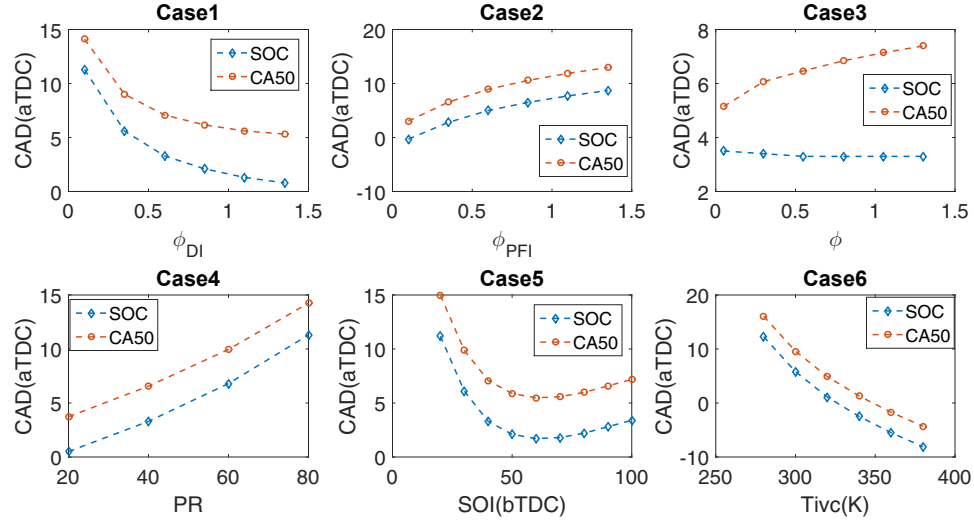 Case1
CAD(aTDC)
15
10
5
0
0
0.5
1
1.5
SOC
CA50
ϕDI
Case2
CAD(aTDC)
20
10
0
-10
0
0.5
1
1.5
SOC
CA50
ϕPFI
Case3
CAD(aTDC)
8
6
4
2
0
0.5
1
1.5
SOC
CA50
ϕ
Case4
CAD(aTDC)
15
10
5
0
20
40
60
80
SOC
CA50
PR
Case5
CAD(aTDC)
15
10
5
0
0
50
100
SOC
CA50
SOI(bTDC)
Case6
CAD(aTDC)
20
10
0
-10
250
300
350
400
SOC
CA50
Tivc(K)